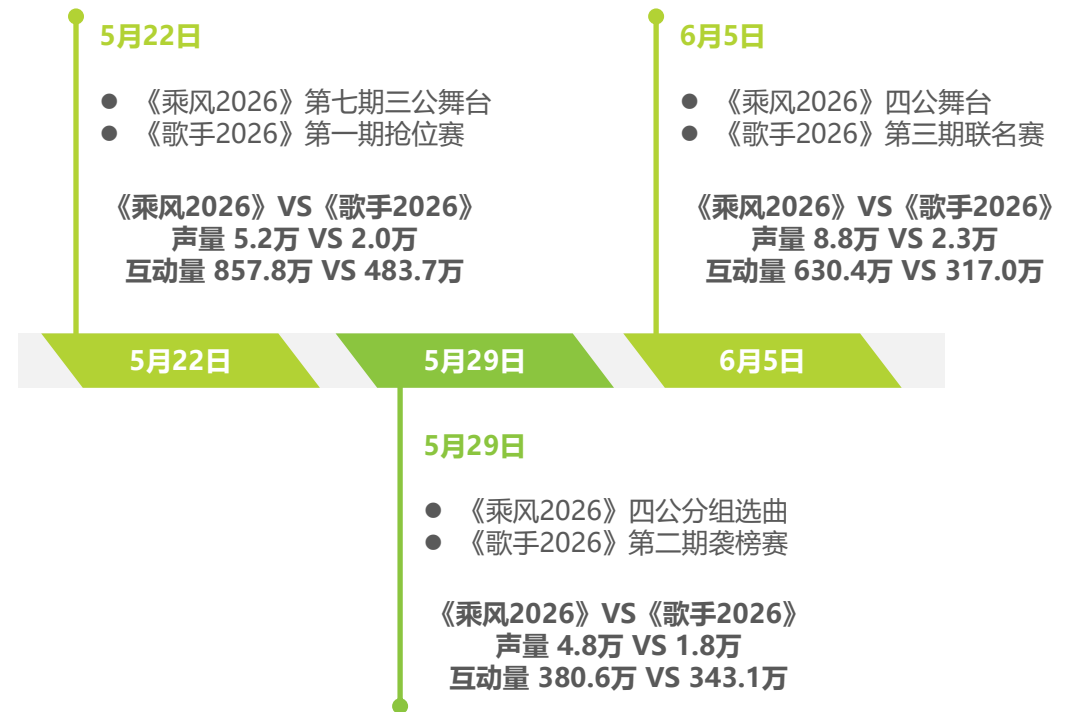 5月22日
● 《乘风2026》第七期三公舞台
● 《歌手2026》第一期抢位赛
《乘风2026》VS《歌手2026》
声量 5.2万 VS 2.0万
互动量 857.8万 VS 483.7万
6月5日
● 《乘风2026》四公舞台
● 《歌手2026》第三期联名赛
《乘风2026》VS《歌手2026》
声量 8.8万 VS 2.3万
互动量 630.4万 VS 317.0万
5月22日
5月29日
6月5日
5月29日
● 《乘风2026》四公分组选曲
● 《歌手2026》第二期袭榜赛
《乘风2026》VS《歌手2026》
声量 4.8万 VS 1.8万
互动量 380.6万 VS 343.1万